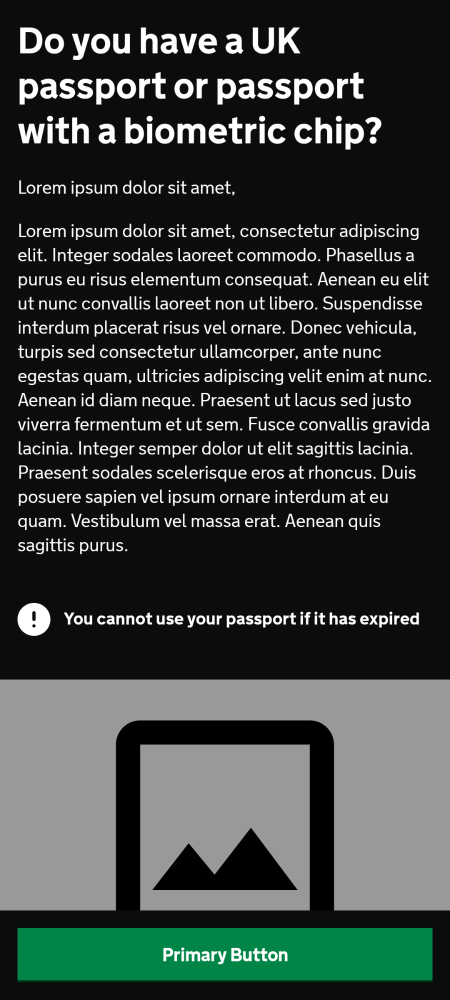 Do you have a UK
passport or passport
with a biometric chip?
Lorem ipsum dolor sit amet,
Lorem ipsum dolor sit amet, consectetur adipiscing
elit. Integer sodales laoreet commodo. Phasellus a
purus eu risus elementum consequat. Aenean eu elit
ut nunc convallis laoreet non ut libero. Suspendisse
interdum placerat risus vel ornare. Donec vehicula,
turpis sed consectetur ullamcorper, ante nunc
egestas quam, ultricies adipiscing velit enim at nunc.
Aenean id diam neque. Praesent ut lacus sed justo
viverra fermentum et ut sem. Fusce convallis gravida
lacinia. Integer semper dolor ut elit sagittis lacinia.
Praesent sodales scelerisque eros at rhoncus. Duis
posuere sapien vel ipsum ornare interdum at eu
quam. Vestibulum vel massa erat. Aenean quis
sagittis purus.
! You cannot use your passport if it has expired
Primary Button